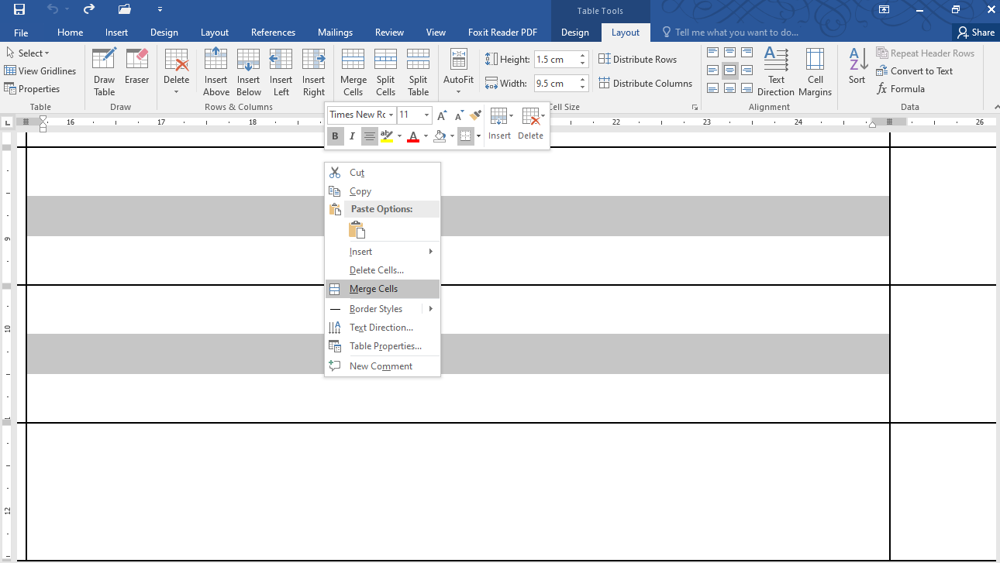 Table Tools
File Home Insert Design Layout References Mailings Review View Foxit Reader PDF Design Layout Tell me what you want to do... Share
Select Draw Table Eraser Delete Insert Above Insert Below Insert Left Insert Right Merge Cells Split Cells Split Table AutoFit Height: 1.5 cm Distribute Rows Text Direction Cell Margins Sort Repeat Header Rows
View Gridlines Width: 9.5 cm Distribute Columns Convert to Text
Properties Formula
Table Draw Rows & Columns Cell Size Alignment Data
16 17 18 22 23 24 26
Times New Ro 11 A A
B I ab A Insert Delete
Cut
Copy
Paste Options:
Insert
Delete Cells...
Merge Cells
Border Styles
Text Direction...
Table Properties...
New Comment
9
10
12